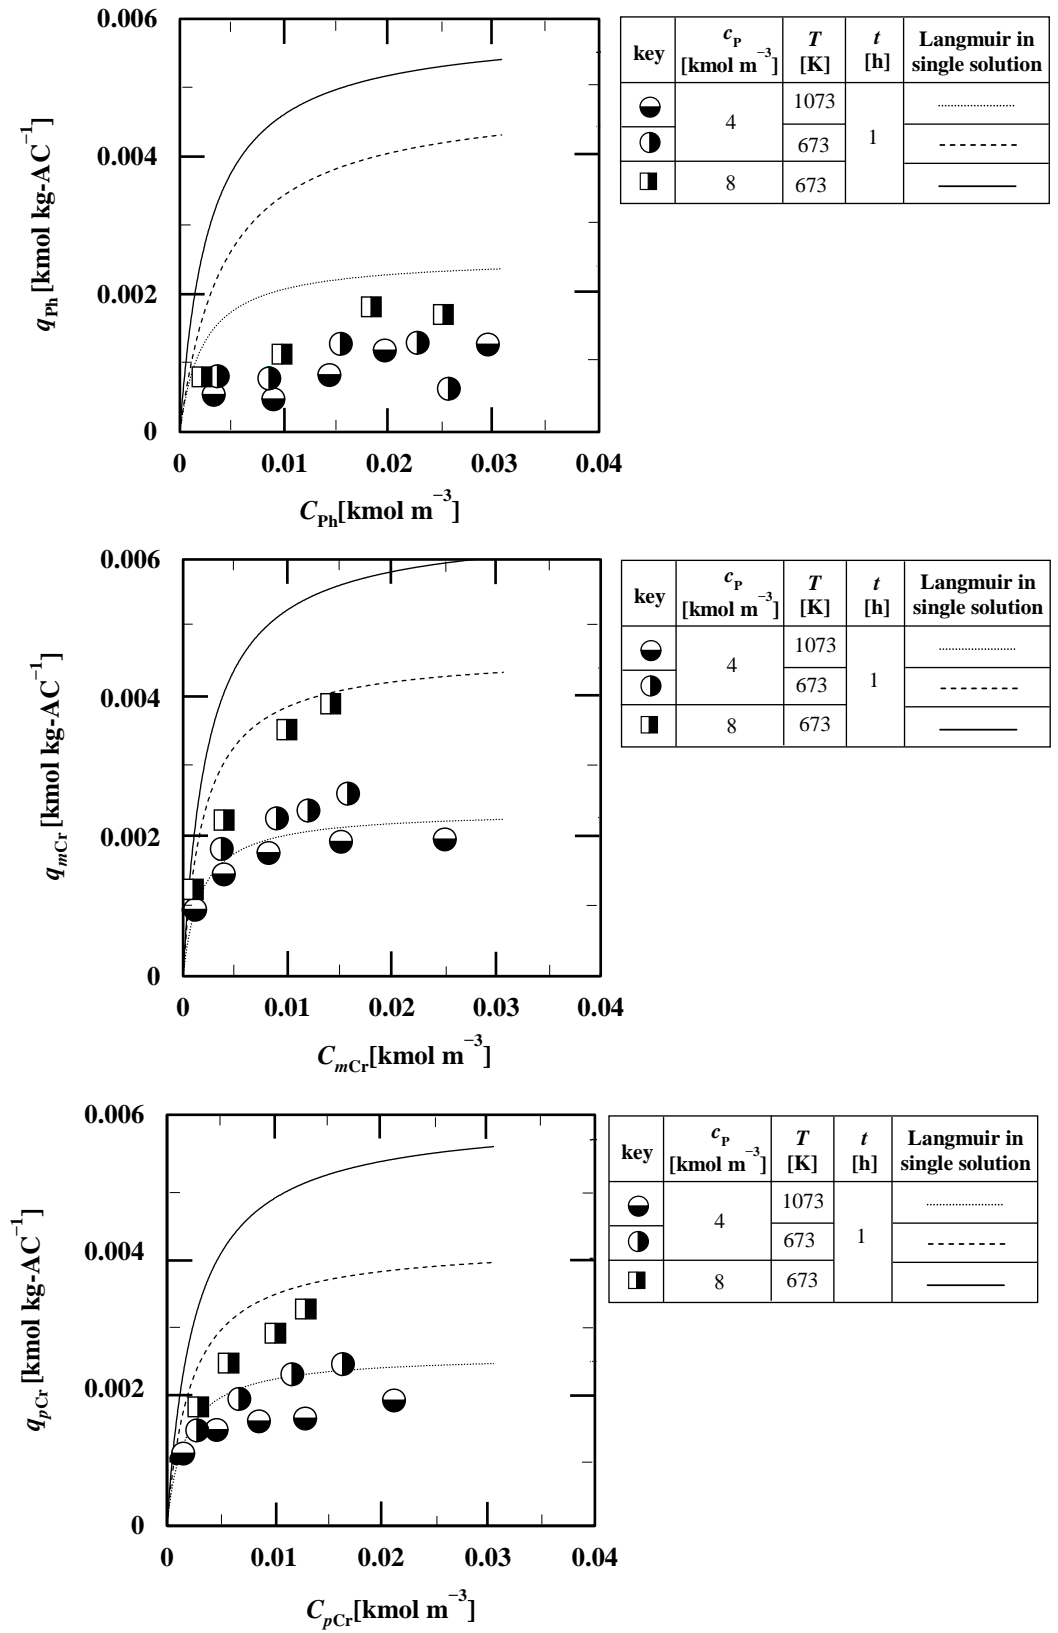 0.006
0.004
0.002
0
q_Ph [kmol kg-AC⁻¹]
0 0.01 0.02 0.03 0.04
C_Ph[kmol m⁻³]
key c_P [kmol m⁻³] T [K] t [h] Langmuir in single solution
4 1073 1
673
8 673
0.006
0.004
0.002
0
q_mCr [kmol kg-AC⁻¹]
0 0.01 0.02 0.03 0.04
C_mCr[kmol m⁻³]
key c_P [kmol m⁻³] T [K] t [h] Langmuir in single solution
4 1073 1
673
8 673
0.006
0.004
0.002
0
q_pCr [kmol kg-AC⁻¹]
0 0.01 0.02 0.03 0.04
C_pCr[kmol m⁻³]
key c_P [kmol m⁻³] T [K] t [h] Langmuir in single solution
4 1073 1
673
8 673